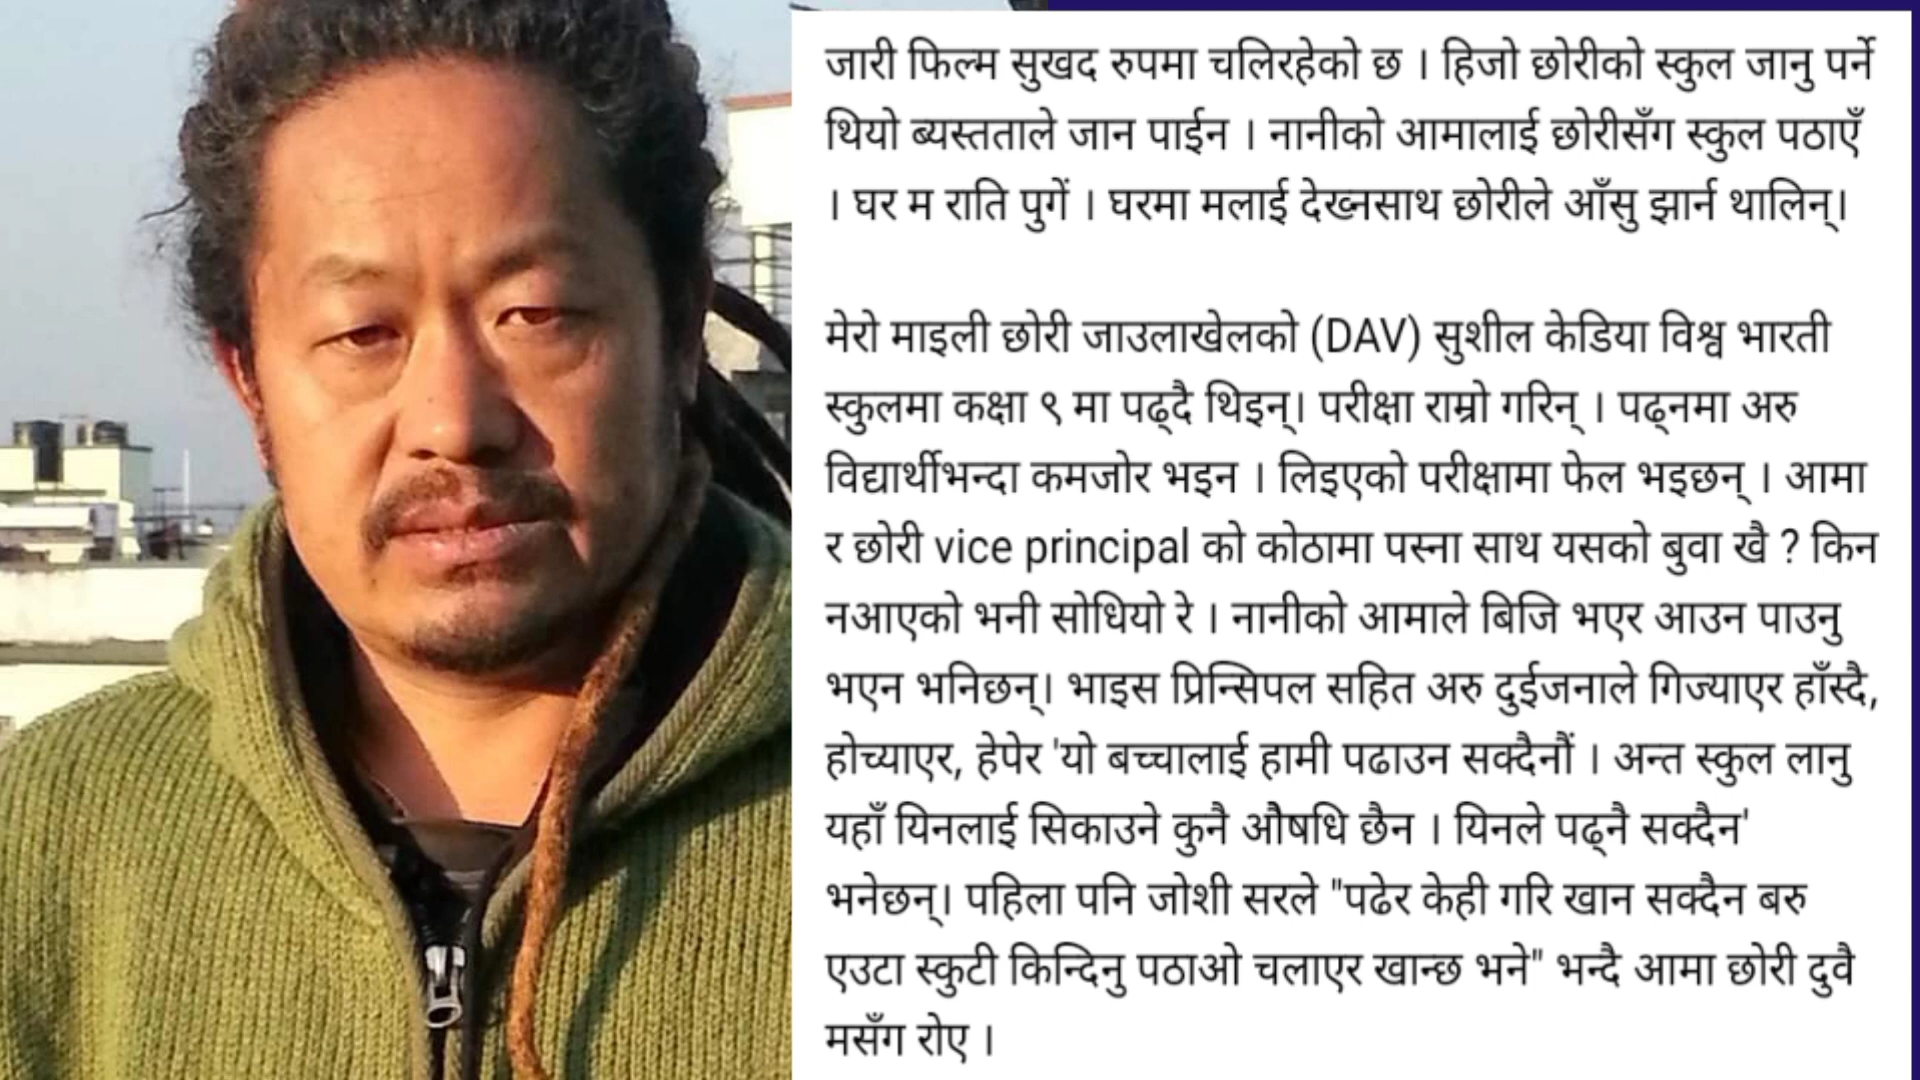 जारी फिल्म सुखद रुपमा चलिरहेको छ । हिजो छोरीको स्कुल जानु पर्ने
थियो ब्यस्तताले जान पाईन । नानीको आमालाई छोरीसँग स्कुल पठाएँ
। घर म राति पुगें । घरमा मलाई देख्नसाथ छोरीले आँसु झार्न थालिन्।
मेरो माइली छोरी जाउलाखेलको (DAV) सुशील केडिया विश्व भारती
स्कुलमा कक्षा ९ मा पढ्दै थिइन्। परीक्षा राम्रो गरिन् । पढ्नमा अरु
विद्यार्थीभन्दा कमजोर भइन । लिइएको परीक्षामा फेल भइछन् । आमा
र छोरी vice principal को कोठामा पस्ना साथ यसको बुवा खै ? किन
नआएको भनी सोधियो रे । नानीको आमाले बिजि भएर आउन पाउनु
भएन भनिछन्। भाइस प्रिन्सिपल सहित अरु दुईजनाले गिज्याएर हाँस्दै,
होच्याएर, हेपेर 'यो बच्चालाई हामी पढाउन सक्दैनौं । अन्त स्कुल लानु
यहाँ यिनलाई सिकाउने कुनै औषधि छैन । यिनले पढ्नै सक्दैन'
भनेछन्। पहिला पनि जोशी सरले "पढेर केही गरि खान सक्दैन बरु
एउटा स्कुटी किन्दिनु पठाओ चलाएर खान्छ भने" भन्दै आमा छोरी दुवै
मसँग रोए ।